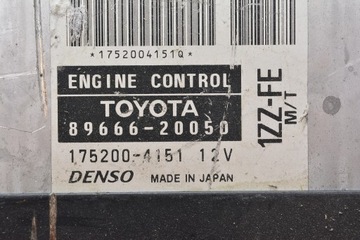 *1752004151Q*
ENGINE CONTROL
TOYOTA
89666-20050
175200-4151 12V
DENSO MADE IN JAPAN
1ZZ-FE
M/T